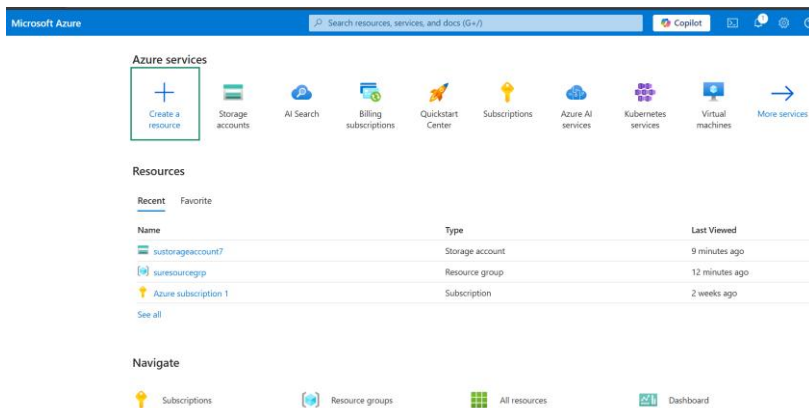 Microsoft Azure
Search resources, services, and docs (G+/)
Copilot
1
Azure services
Create a resource
Storage accounts
AI Search
Billing subscriptions
Quickstart Center
Subscriptions
Azure AI services
Kubernetes services
Virtual machines
More services
Resources
Recent Favorite
Name Type Last Viewed
sustorageaccount7 Storage account 9 minutes ago
suresourcegrp Resource group 12 minutes ago
Azure subscription 1 Subscription 2 weeks ago
See all
Navigate
Subscriptions Resource groups All resources Dashboard